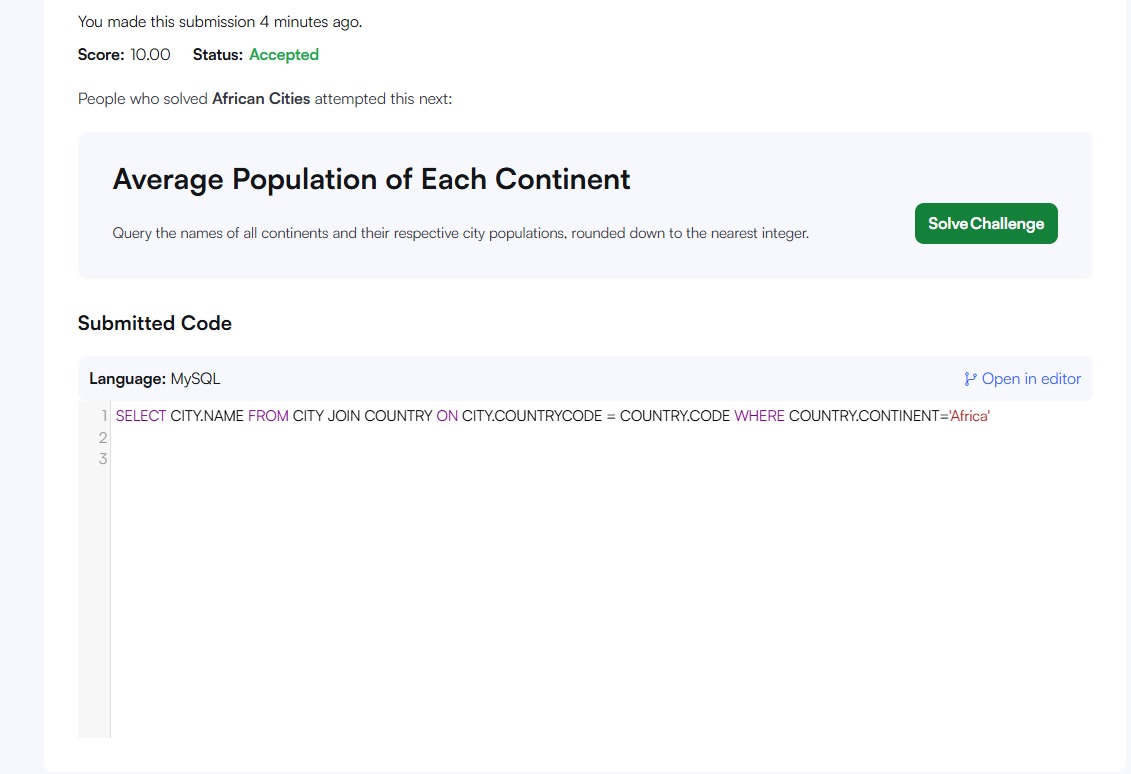 You made this submission 4 minutes ago.
Score: 10.00 Status: Accepted
People who solved African Cities attempted this next:
Average Population of Each Continent
Query the names of all continents and their respective city populations, rounded down to the nearest integer.
Solve Challenge
Submitted Code
Language: MySQL
Open in editor
1 SELECT CITY.NAME FROM CITY JOIN COUNTRY ON CITY.COUNTRYCODE = COUNTRY.CODE WHERE COUNTRY.CONTINENT='Africa'
2
3